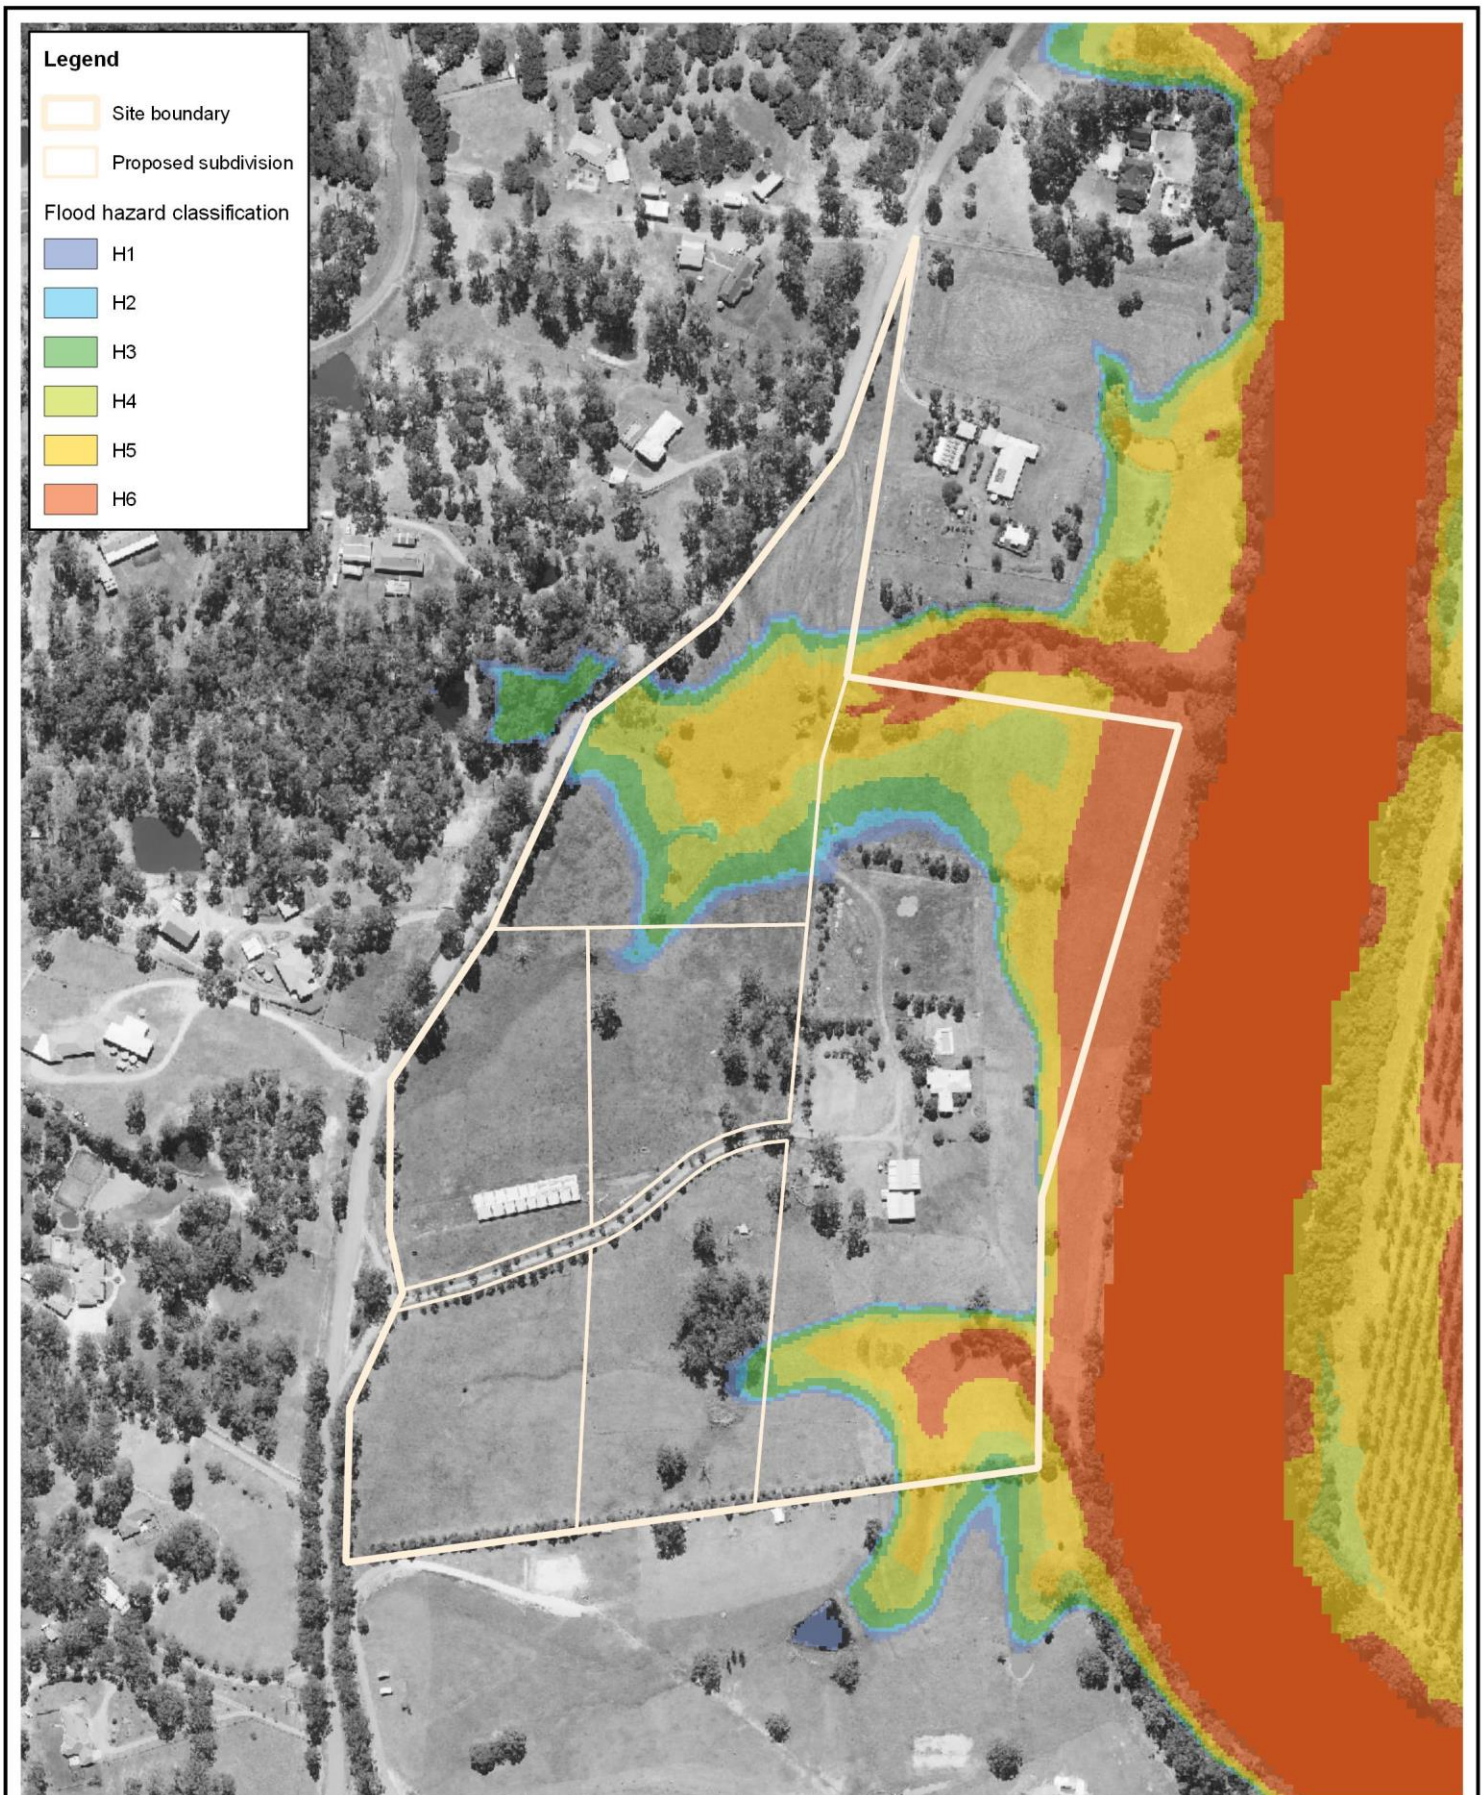 Legend
Site boundary
Proposed subdivision
Flood hazard classification
H1
H2
H3
H4
H5
H6